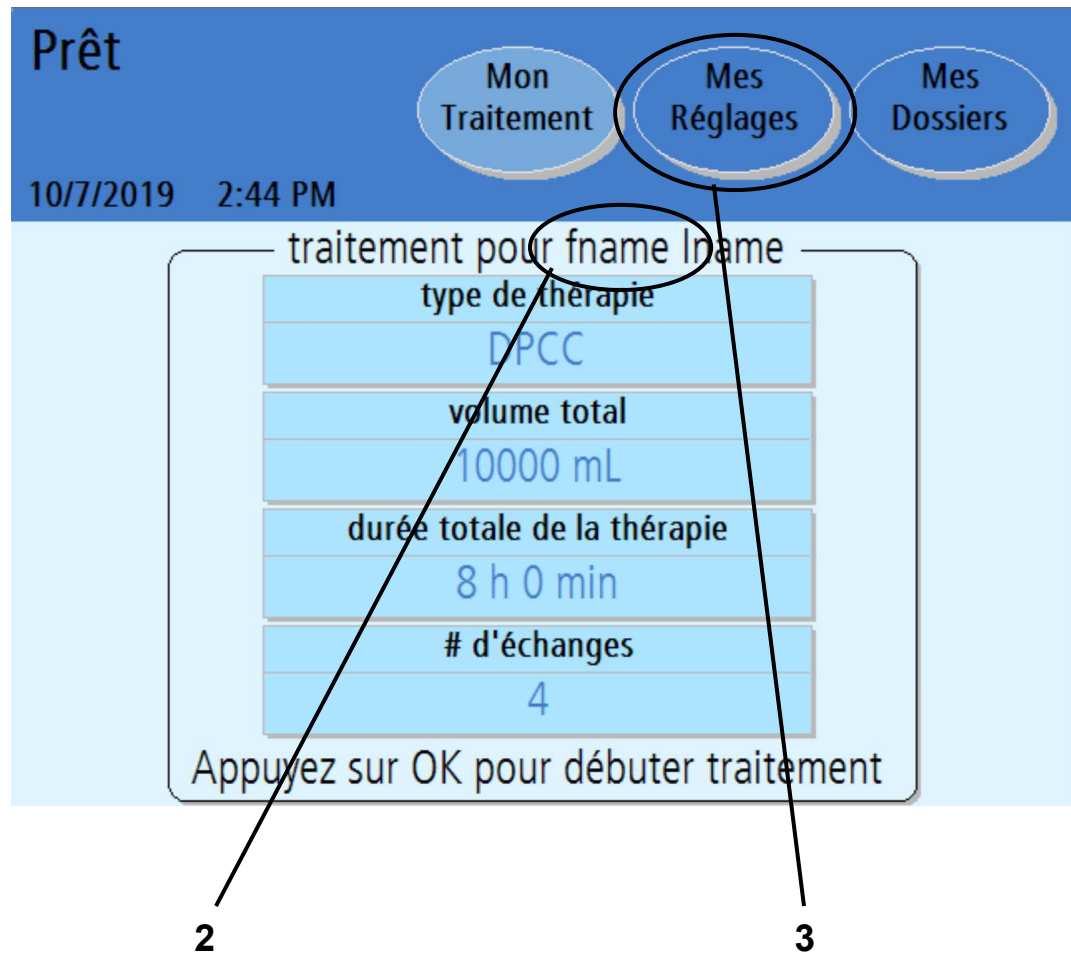 Prêt
Mon
Traitement
Mes
Réglages
Mes
Dossiers
10/7/2019 2:44 PM
traitement pour fname lname
type de thérapie
DPCC
volume total
10000 mL
durée totale de la thérapie
8 h 0 min
# d'échanges
4
Appuyez sur OK pour débuter traitement
2
3